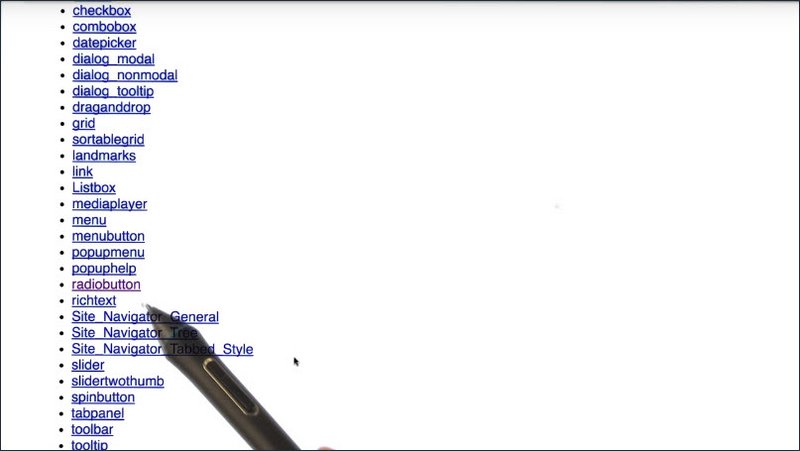 checkbox
combobox
datepicker
dialog_modal
dialog_nonmodal
dialog_tooltip
draganddrop
grid
sortablegrid
landmarks
link
Listbox
mediaplayer
menu
menubutton
popupmenu
popuphelp
radiobutton
richtext
Site_Navigator_General
Site_Navigator_Tree
Site_Navigator_Tabbed_Style
slider
slidertwothumb
spinbutton
tabpanel
toolbar
tooltip